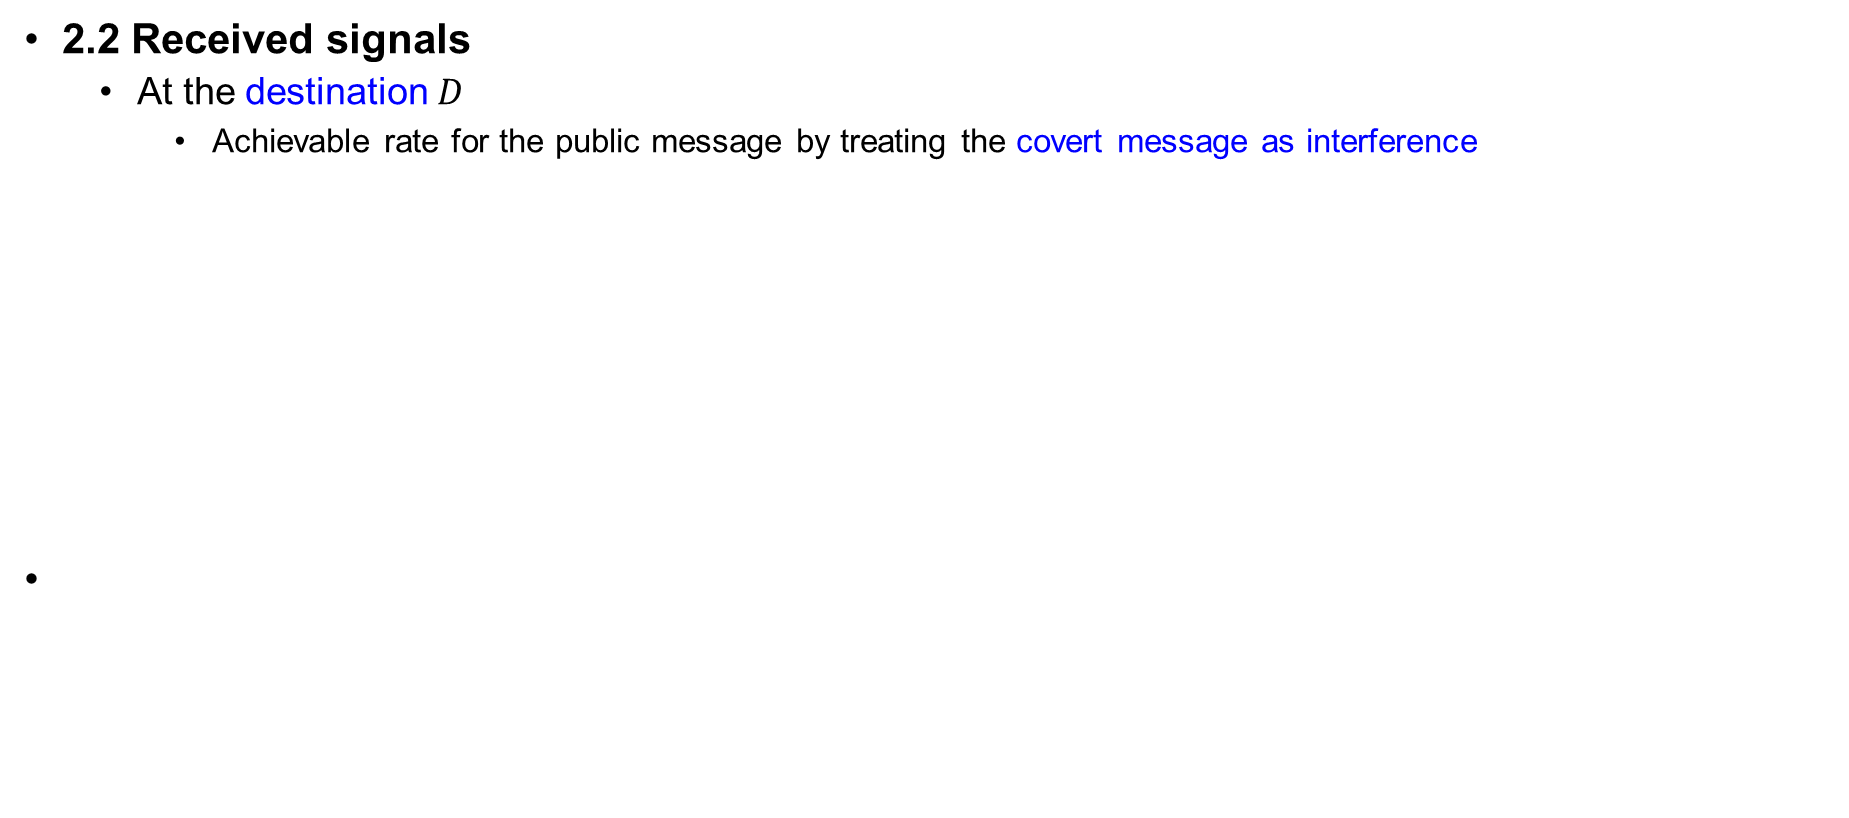 • 2.2 Received signals
• At the destination D
• Achievable rate for the public message by treating the covert message as interference
•